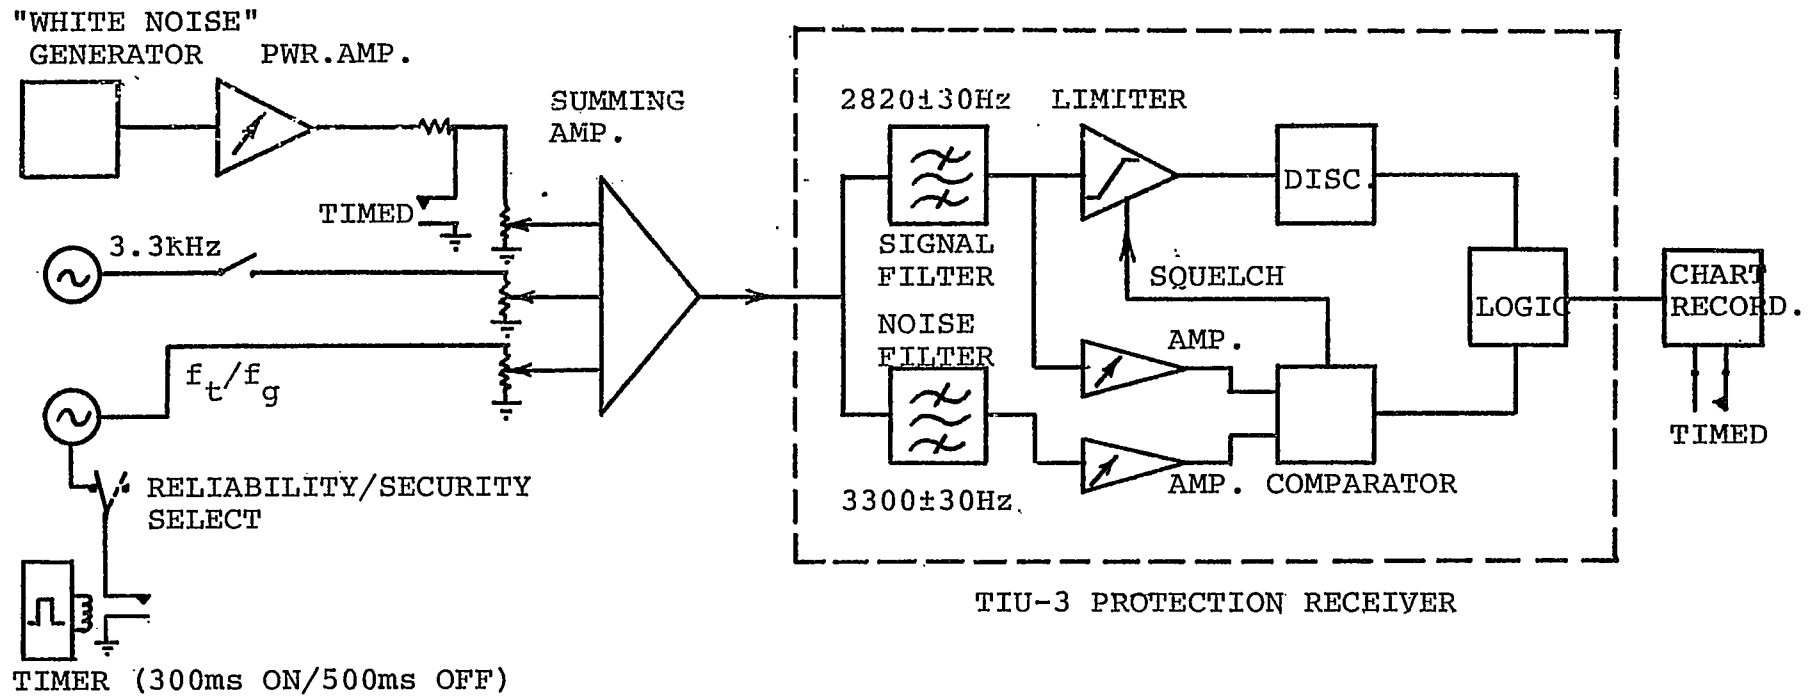 "WHITE NOISE"
GENERATOR
PWR.AMP.
SUMMING
AMP.
TIMED
3.3kHz
ft/fg
RELIABILITY/SECURITY
SELECT
TIMER (300ms ON/500ms OFF)
2820±30Hz
LIMITER
SIGNAL
FILTER
DISC.
SQUELCH
NOISE
FILTER
AMP.
LOGIC
CHART
RECORD.
TIMED
AMP.
COMPARATOR
3300±30Hz
TIU-3 PROTECTION RECEIVER